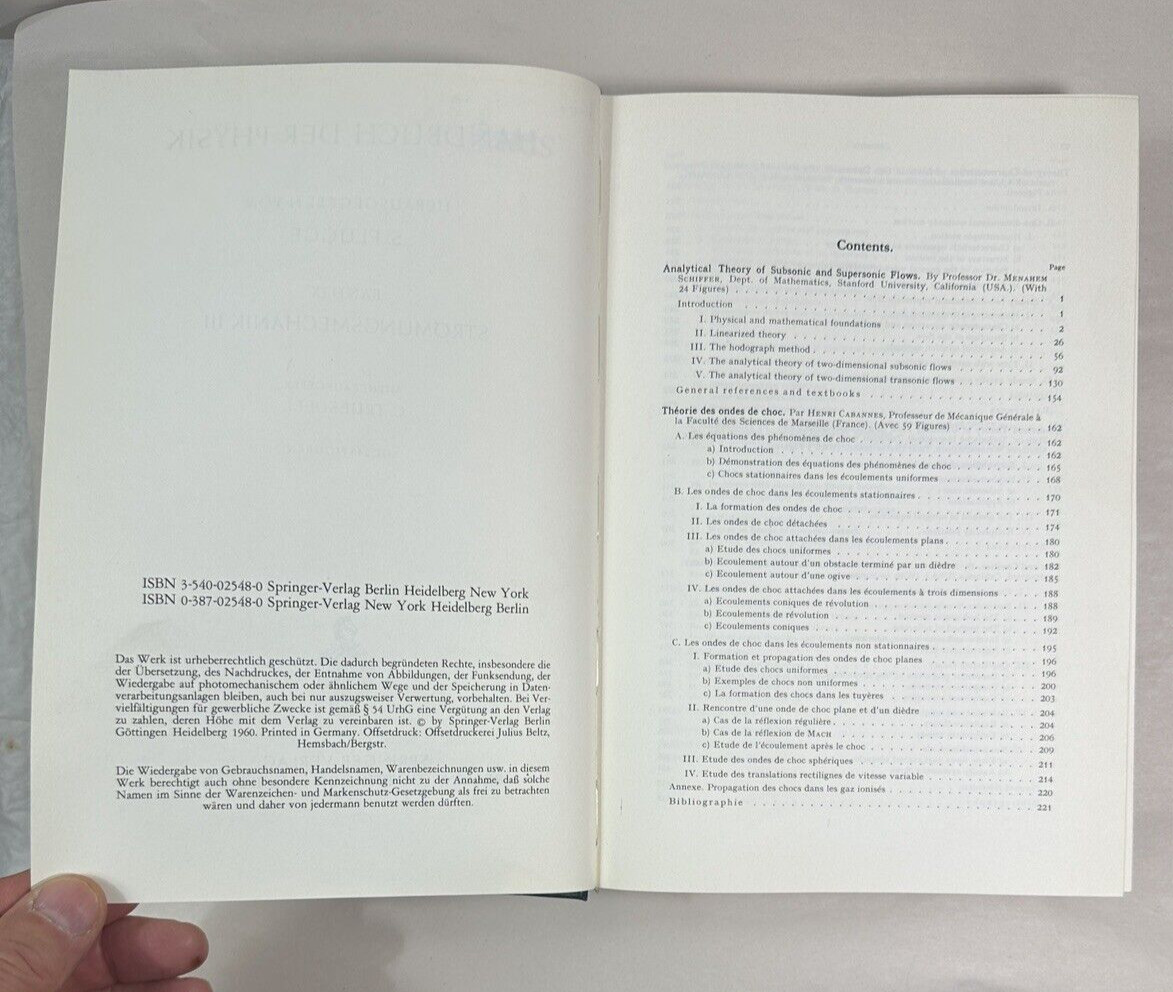 ISBN 3-540-02548-0 Springer-Verlag Berlin Heidelberg New York
ISBN 0-387-02548-0 Springer-Verlag New York Heidelberg Berlin
Das Werk ist urheberrechtlich geschützt. Die dadurch begründeten Rechte, insbesondere die
der Übersetzung, des Nachdruckes, der Entnahme von Abbildungen, der Funksendung, der
Wiedergabe auf photomechanischem oder ähnlichem Wege und der Speicherung in Daten-
verarbeitungsanlagen bleiben, auch bei nur auszugsweiser Verwertung, vorbehalten. Bei Ver-
vielfältigungen für gewerbliche Zwecke ist gemäß § 54 UrhG eine Vergütung an den Verlag
zu zahlen, deren Höhe mit dem Verlag zu vereinbaren ist. © by Springer-Verlag Berlin
Göttingen Heidelberg 1960. Printed in Germany. Offsetdruck: Offsetdruckerei Julius Beltz,
Hemsbach/Bergstr.
Die Wiedergabe von Gebrauchsnamen, Handelsnamen, Warenbezeichnungen usw. in diesem
Werk berechtigt auch ohne besondere Kennzeichnung nicht zu der Annahme, daß solche
Namen im Sinne der Warenzeichen- und Markenschutz-Gesetzgebung als frei zu betrachten
wären und daher von jedermann benutzt werden dürften.
Contents.
Page
Analytical Theory of Subsonic and Supersonic Flows. By Professor Dr. MENAHEM
SCHIFFER, Dept. of Mathematics, Stanford University, California (USA.). (With
24 Figures) . . . 1
Introduction . . . 1
I. Physical and mathematical foundations . . . 2
II. Linearized theory . . . 26
III. The hodograph method . . . 56
IV. The analytical theory of two-dimensional subsonic flows . . . 92
V. The analytical theory of two-dimensional transonic flows . . . 130
General references and textbooks . . . 154
Théorie des ondes de choc. Par HENRI CABANNES, Professeur de Mécanique Générale à
la Faculté des Sciences de Marseille (France). (Avec 59 Figures) . . . 162
A. Les équations des phénomènes de choc . . . 162
a) Introduction . . . 162
b) Démonstration des équations des phénomènes de choc . . . 165
c) Chocs stationnaires dans les écoulements uniformes . . . 168
B. Les ondes de choc dans les écoulements stationnaires . . . 170
I. La formation des ondes de choc . . . 171
II. Les ondes de choc détachées . . . 174
III. Les ondes de choc attachées dans les écoulements plans . . . 180
a) Etude des chocs uniformes . . . 180
b) Ecoulement autour d'un obstacle terminé par un dièdre . . . 182
c) Ecoulement autour d'une ogive . . . 185
IV. Les ondes de choc attachées dans les écoulements à trois dimensions . . . 188
a) Ecoulements coniques de révolution . . . 188
b) Ecoulements de révolution . . . 189
c) Ecoulements coniques . . . 192
C. Les ondes de choc dans les écoulements non stationnaires . . . 195
I. Formation et propagation des ondes de choc planes . . . 196
a) Etude des chocs uniformes . . . 196
b) Exemples de chocs non uniformes . . . 200
c) La formation des chocs dans les tuyères . . . 203
II. Rencontre d'une onde de choc plane et d'un dièdre . . . 204
a) Cas de la réflexion régulière . . . 204
b) Cas de la réflexion de MACH . . . 206
c) Etude de l'écoulement après le choc . . . 209
III. Etude des ondes de choc sphériques . . . 211
IV. Etude des translations rectilignes de vitesse variable . . . 214
Annexe. Propagation des chocs dans les gaz ionisés . . . 220
Bibliographie . . . 221